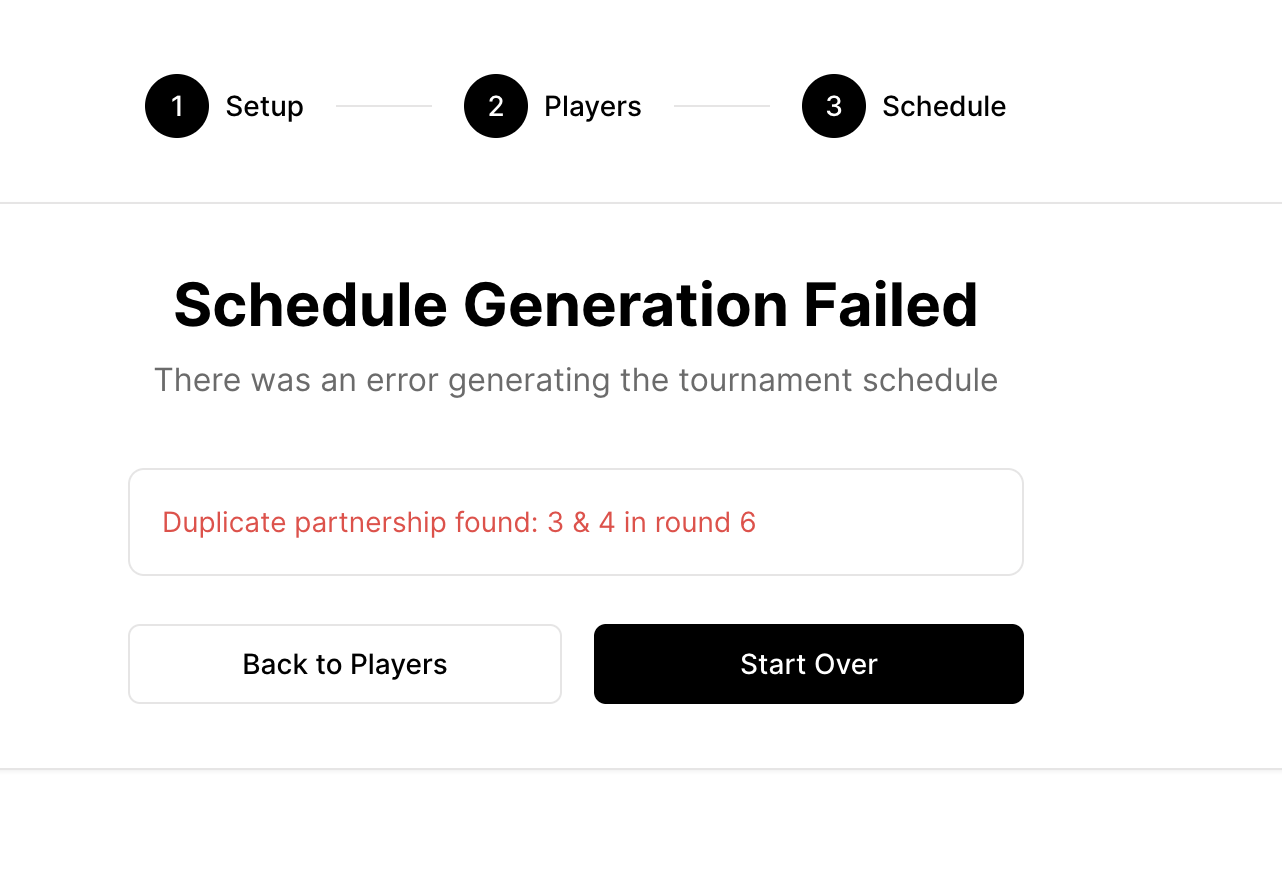 1 Setup 2 Players 3 Schedule
Schedule Generation Failed
There was an error generating the tournament schedule
Duplicate partnership found: 3 & 4 in round 6
Back to Players Start Over